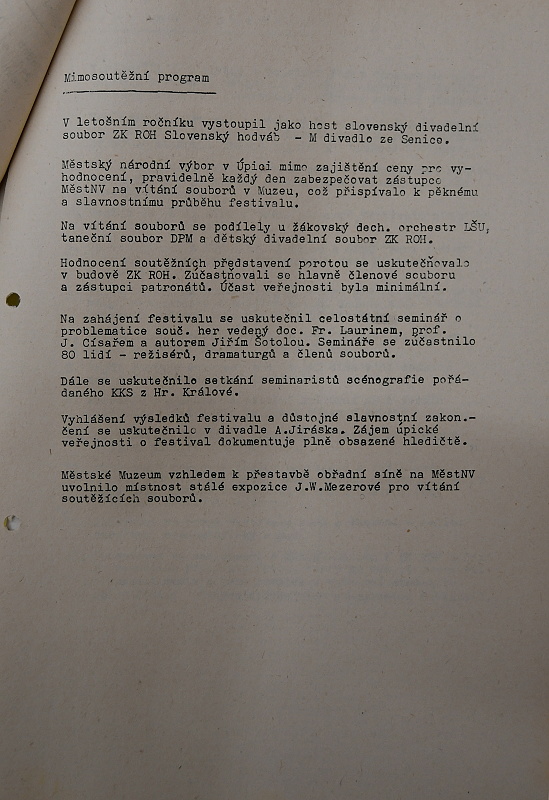 Mimosoutěžní program
V letošním ročníku vystoupil jako host slovenský divadelní
soubor ZK ROH Slovenský hodváb - M divadlo ze Senice.
Městský národní výbor v Úpici mimo zajištění ceny pro vy-
hodnocení, pravidelně každý den zabezpečovat zástupce
MěstNV na vítání souborů v Muzeu, což přispívalo k pěknému
a slavnostnímu průběhu festivalu.
Na vítání souborů se podílely u žákovský dech. orchestr LŠU,
taneční soubor DPM a dětský divadelní soubor ZK ROH.
Hodnocení soutěžních představení porotou se uskutečňovalo
v budově ZK ROH. Zúčastňovali se hlavně členové souboru
a zástupci patronátů. Účast veřejnosti byla minimální.
Na zahájení festivalu se uskutečnil celostátní seminář o
problematice souč. her vedený doc. Fr. Laurinem, prof.
J. Císařem a autorem Jiřím Šotolou. Semináře se zúčastnilo
80 lidí - režisérů, dramaturgů a členů souborů.
Dále se uskutečnilo setkání seminaristů scénografie pořá-
daného KKS z Hr. Králové.
Vyhlášení výsledků festivalu a důstojné slavnostní zakon.-
čení se uskutečnilo v divadle A.Jiráska. Zájem úpické
veřejnosti o festival dokumentuje plně obsazené hlediště.
Městské Muzeum vzhledem k přestavbě obřadní síně na MěstNV
uvolnilo místnost stálé expozice J.W.Mezerové pro vítání
soutěžících souborů.